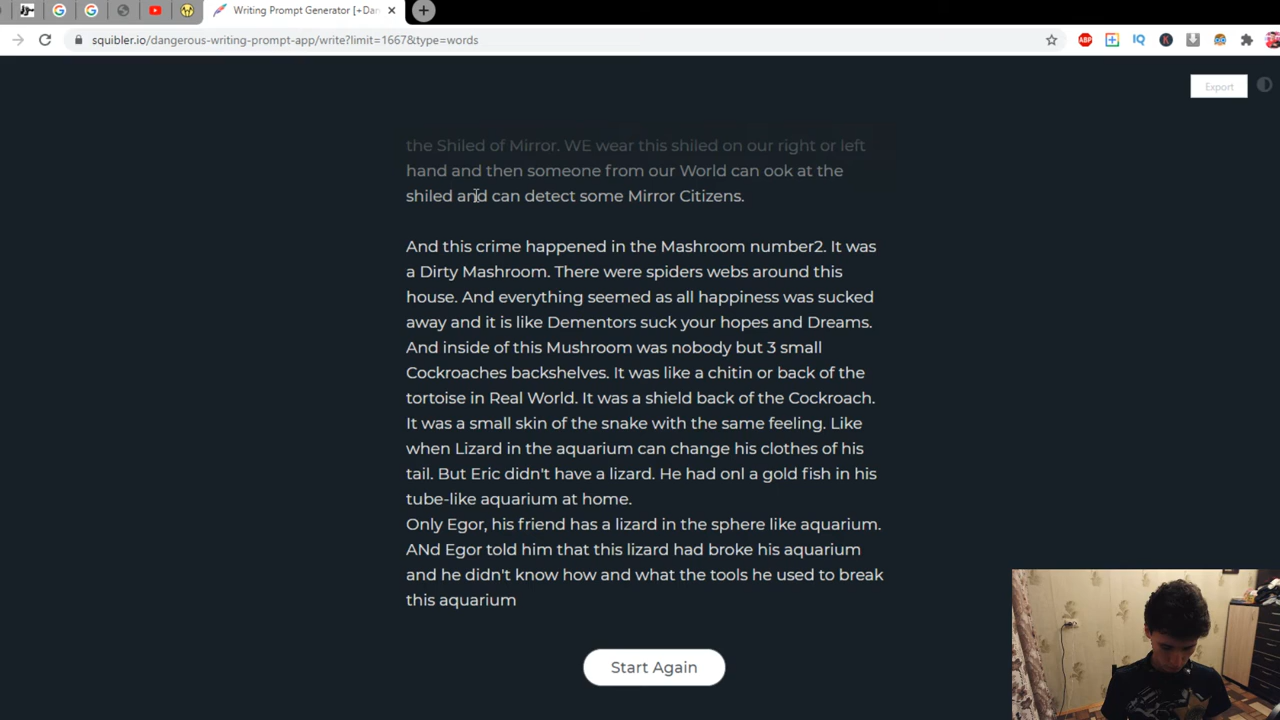 Writing Prompt Generator [+Dan
squibler.io/dangerous-writing-prompt-app/write?limit=1667&type=words
ABP
IQ
K
Export
the Shiled of Mirror. WE wear this shiled on our right or left
hand and then someone from our World can ook at the
shiled and can detect some Mirror Citizens.
And this crime happened in the Mashroom number2. It was
a Dirty Mashroom. There were spiders webs around this
house. And everything seemed as all happiness was sucked
away and it is like Dementors suck your hopes and Dreams.
And inside of this Mushroom was nobody but 3 small
Cockroaches backshelves. It was like a chitin or back of the
tortoise in Real World. It was a shield back of the Cockroach.
It was a small skin of the snake with the same feeling. Like
when Lizard in the aquarium can change his clothes of his
tail. But Eric didn't have a lizard. He had onl a gold fish in his
tube-like aquarium at home.
Only Egor, his friend has a lizard in the sphere like aquarium.
ANd Egor told him that this lizard had broke his aquarium
and he didn't know how and what the tools he used to break
this aquarium
Start Again